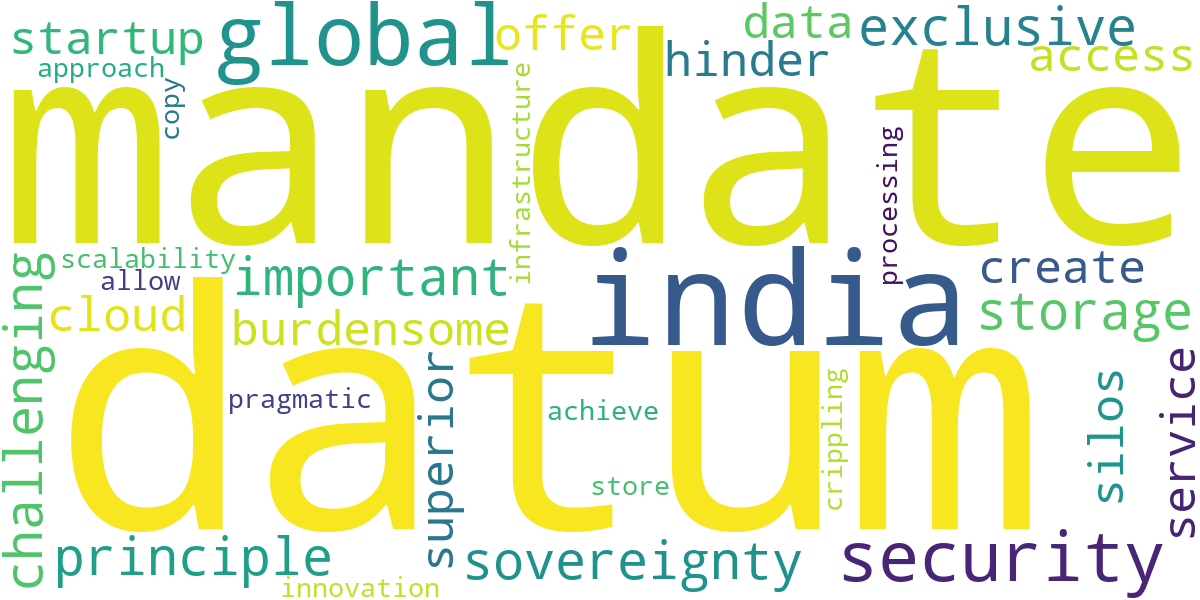 startup
global
offer
data
exclusive
approach
copy
hinder
access
mandate
infrastructure
processing
scalability
allow
important
india
create
cloud
burdensome
storage
challenging
datum
pragmatic
superior
achieve
crippling
silos
service
store
principle
sovereignty
security
innovation